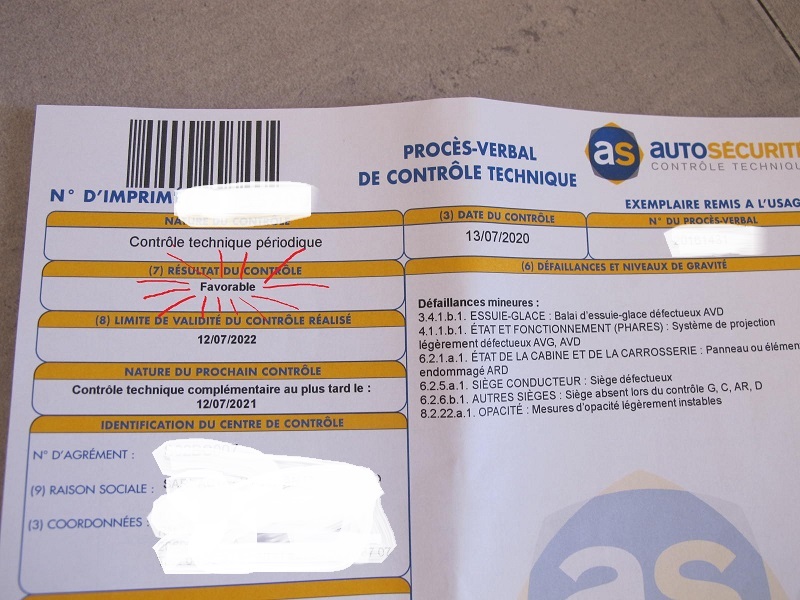 PROCÈS-VERBAL
DE CONTRÔLE TECHNIQUE
as AUTOSÉCURITÉ
CONTRÔLE TECHNIQU
N° D'IMPRIM
EXEMPLAIRE REMIS A L'USAG
NATURE DU CONTRÔLE
Contrôle technique périodique
(3) DATE DU CONTRÔLE
13/07/2020
N° DU PROCÈS-VERBAL
(7) RÉSULTAT DU CONTRÔLE
Favorable
(8) LIMITE DE VALIDITÉ DU CONTRÔLE RÉALISÉ
12/07/2022
NATURE DU PROCHAIN CONTRÔLE
Contrôle technique complémentaire au plus tard le :
12/07/2021
IDENTIFICATION DU CENTRE DE CONTRÔLE
N° D'AGRÉMENT :
(9) RAISON SOCIALE :
(3) COORDONNÉES :
(6) DÉFAILLANCES ET NIVEAUX DE GRAVITÉ
Défaillances mineures :
3.4.1.b.1. ESSUIE-GLACE : Balai d'essuie-glace défectueux AVD
4.1.1.b.1. ÉTAT ET FONCTIONNEMENT (PHARES) : Système de projection
légèrement défectueux AVG, AVD
6.2.1.a.1. ÉTAT DE LA CABINE ET DE LA CARROSSERIE : Panneau ou élémen
endommagé ARD
6.2.5.a.1. SIÈGE CONDUCTEUR : Siège défectueux
6.2.6.b.1. AUTRES SIÈGES : Siège absent lors du contrôle G, C, AR, D
8.2.22.a.1. OPACITÉ : Mesures d'opacité légèrement instables
as